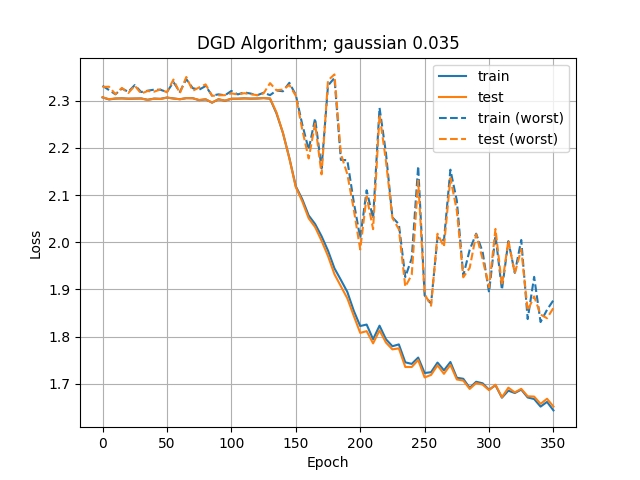 DGD Algorithm; gaussian 0.035
train
test
train (worst)
test (worst)
Loss
2.3
2.2
2.1
2.0
1.9
1.8
1.7
0 50 100 150 200 250 300 350
Epoch